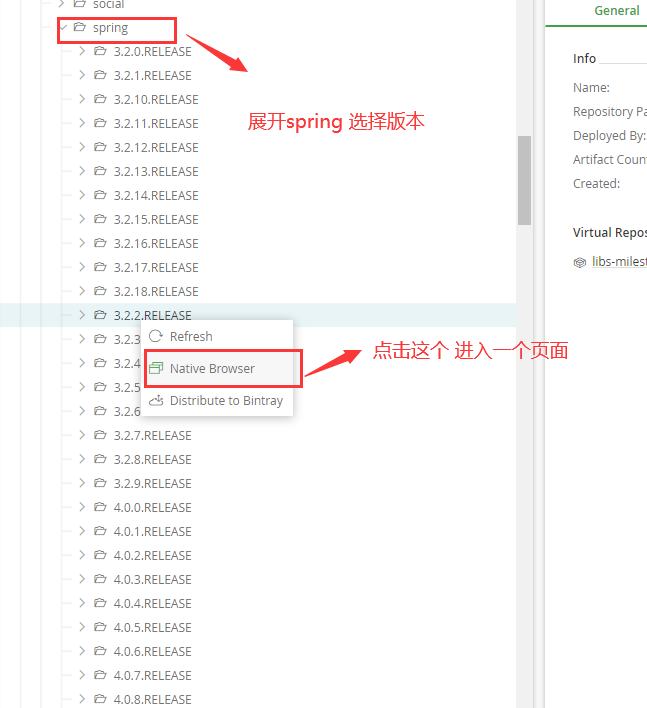 social
spring
3.2.0.RELEASE
3.2.1.RELEASE
3.2.10.RELEASE
3.2.11.RELEASE
展开spring 选择版本
3.2.12.RELEASE
3.2.13.RELEASE
3.2.14.RELEASE
3.2.15.RELEASE
3.2.16.RELEASE
3.2.17.RELEASE
3.2.18.RELEASE
3.2.2.RELEASE
3.2.3
3.2.4
3.2.5
3.2.6
Refresh
Native Browser
Distribute to Bintray
点击这个 进入一个页面
3.2.7.RELEASE
3.2.8.RELEASE
3.2.9.RELEASE
4.0.0.RELEASE
4.0.1.RELEASE
4.0.2.RELEASE
4.0.3.RELEASE
4.0.4.RELEASE
4.0.5.RELEASE
4.0.6.RELEASE
4.0.7.RELEASE
4.0.8.RELEASE
General
Info
Name:
Repository Pa
Deployed By:
Artifact Coun
Created:
Virtual Repos
libs-milest